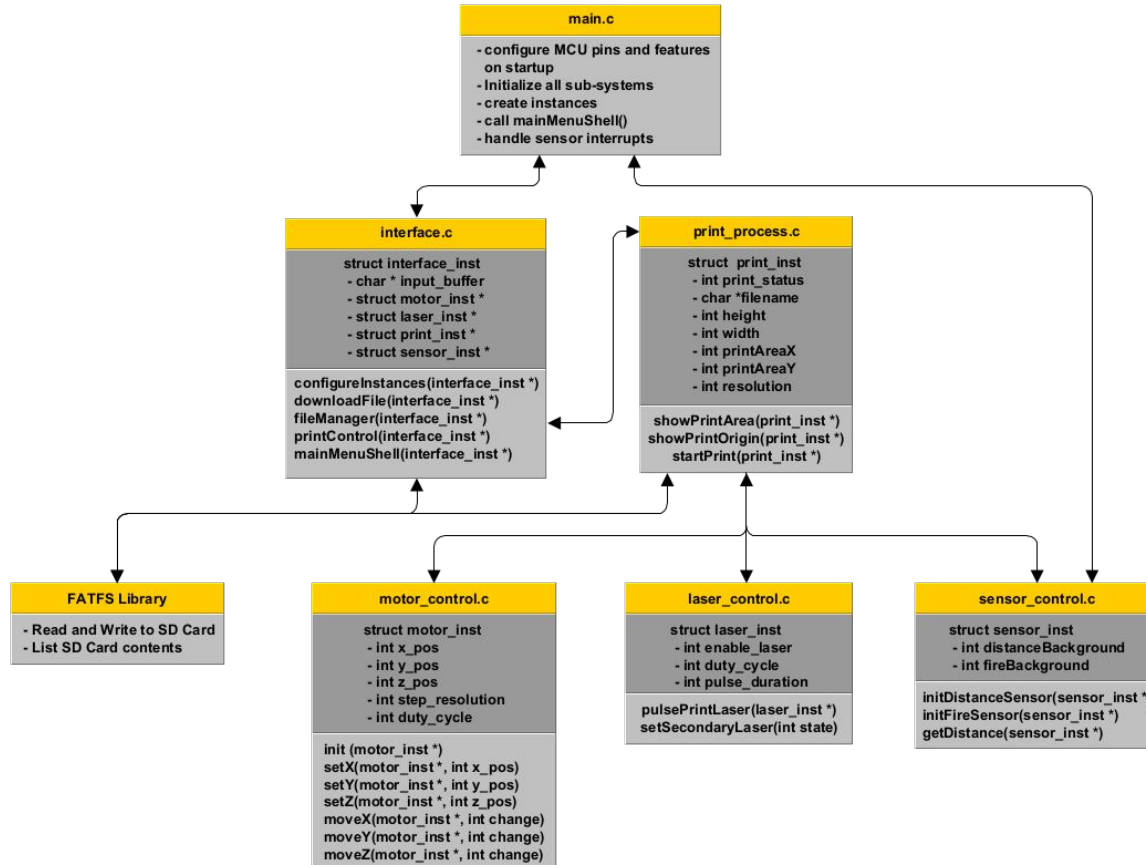 main.c
- configure MCU pins and features
on startup
- Initialize all sub-systems
- create instances
- call mainMenuShell()
- handle sensor interrupts
interface.c
struct interface_inst
- char * input_buffer
- struct motor_inst *
- struct laser_inst *
- struct print_inst *
- struct sensor_inst *
configureInstances(interface_inst *)
downloadFile(interface_inst *)
fileManager(interface_inst *)
printControl(interface_inst *)
mainMenuShell(interface_inst *)
print_process.c
struct print_inst
- int print_status
- char *filename
- int height
- int width
- int printAreaX
- int printAreaY
- int resolution
showPrintArea(print_inst *)
showPrintOrigin(print_inst *)
startPrint(print_inst *)
FATFS Library
- Read and Write to SD Card
- List SD Card contents
motor_control.c
struct motor_inst
- int x_pos
- int y_pos
- int z_pos
- int step_resolution
- int duty_cycle
init (motor_inst *)
setX(motor_inst *, int x_pos)
setY(motor_inst *, int y_pos)
setZ(motor_inst *, int z_pos)
moveX(motor_inst *, int change)
moveY(motor_inst *, int change)
moveZ(motor_inst *, int change)
laser_control.c
struct laser_inst
- int enable_laser
- int duty_cycle
- int pulse_duration
pulsePrintLaser(laser_inst *)
setSecondaryLaser(int state)
sensor_control.c
struct sensor_inst
- int distanceBackground
- int fireBackground
initDistanceSensor(sensor_inst *
initFireSensor(sensor_inst *)
getDistance(sensor_inst *)